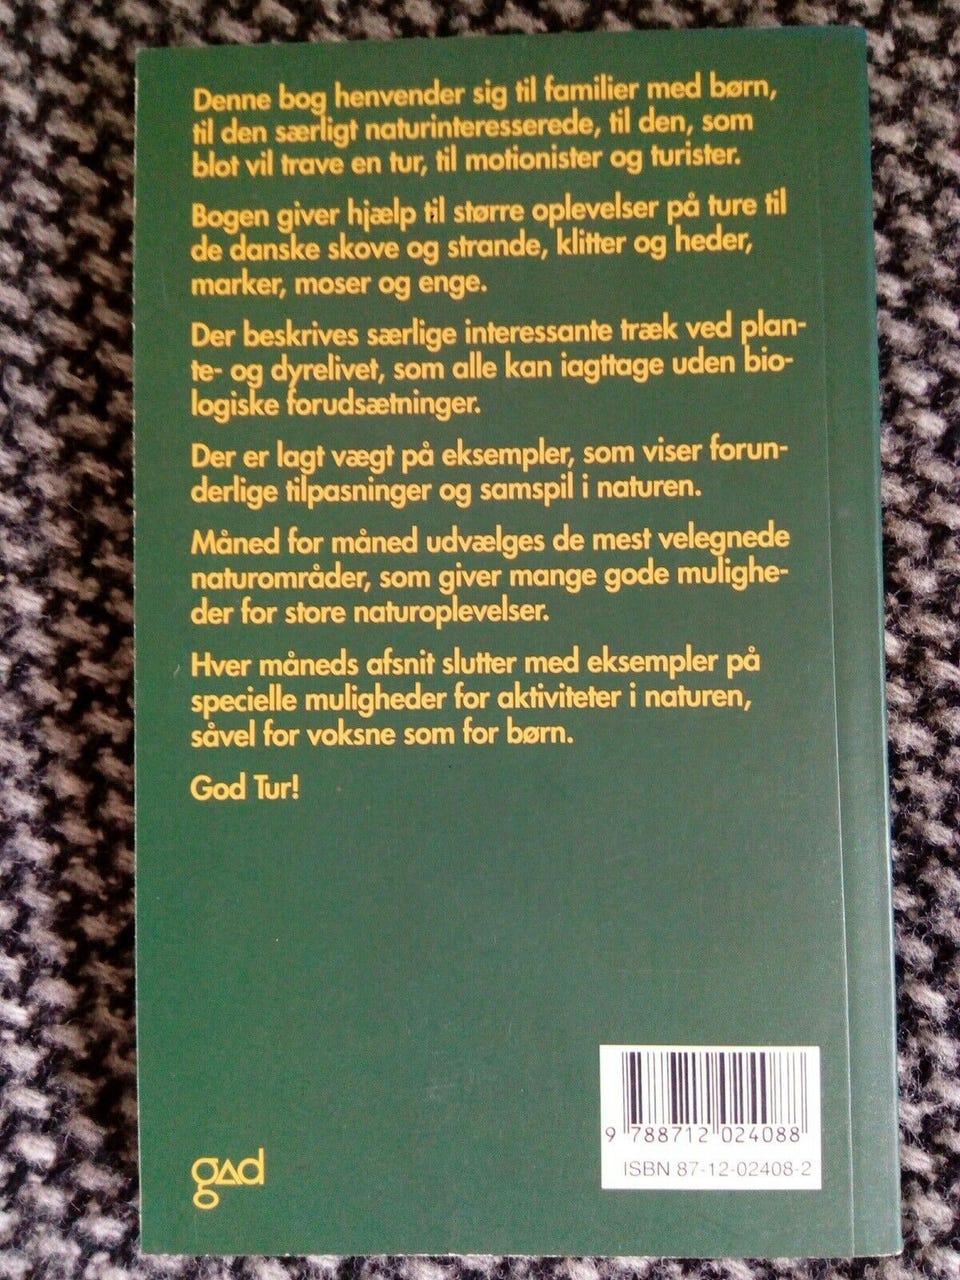 Denne bog henvender sig til familier med børn,
til den særligt naturinteresserede, til den, som
blot vil trave en tur, til motionister og turister.
Bogen giver hjælp til større oplevelser på ture til
de danske skove og strande, klitter og heder,
marker, moser og enge.
Der beskrives særlige interessante træk ved plan-
te- og dyrelivet, som alle kan iagttage uden bio-
logiske forudsætninger.
Der er lagt vægt på eksempler, som viser forun-
derlige tilpasninger og samspil i naturen.
Måned for måned udvælges de mest velegnede
naturområder, som giver mange gode mulighe-
der for store naturoplevelser.
Hver måneds afsnit slutter med eksempler på
specielle muligheder for aktiviteter i naturen,
såvel for voksne som for børn.
God Tur!
9 788712 024088
ISBN 87-12-02408-2
gad